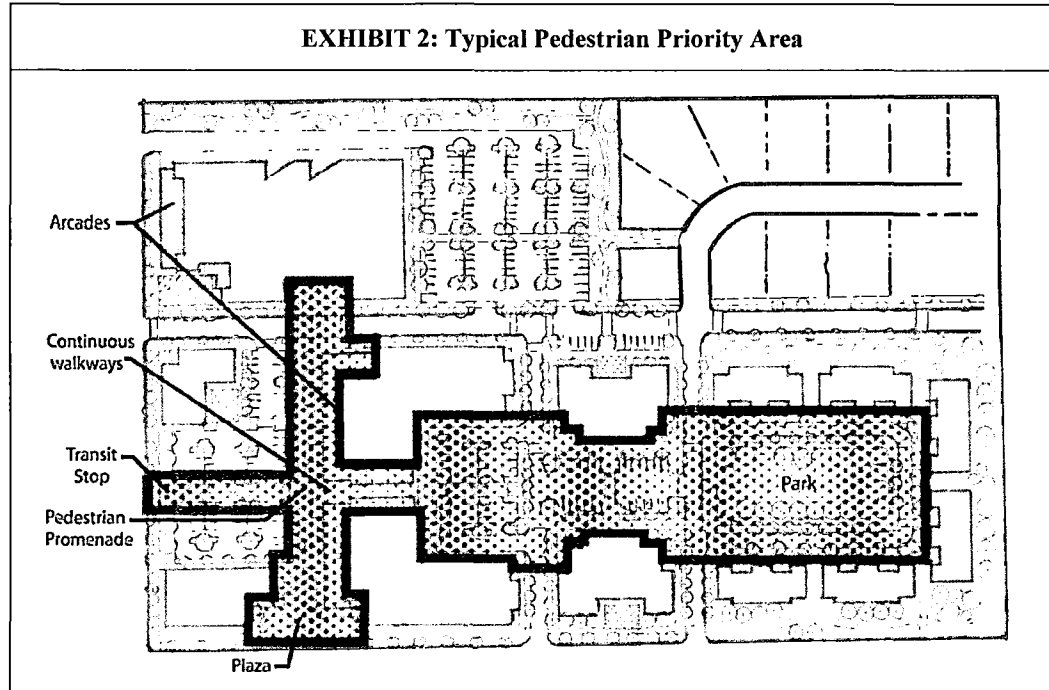 EXHIBIT 2: Typical Pedestrian Priority Area
Arcades
Continuous
walkways
Transit
Stop
Pedestrian
Promenade
Plaza
Park